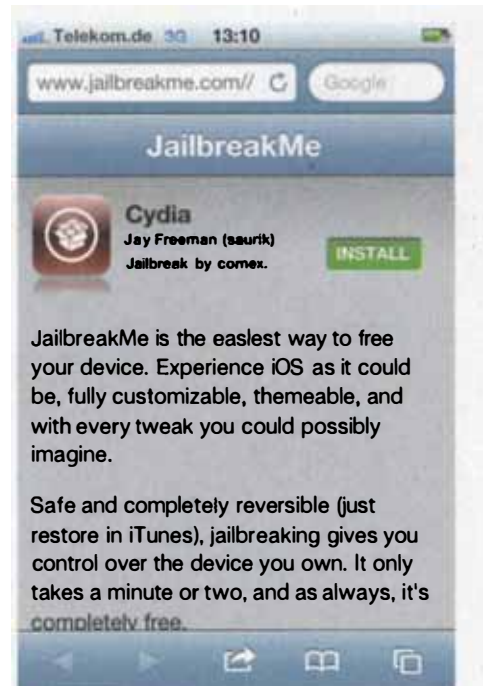 Telekom.de 3G 13:10
www.jailbreakme.com// Google
JailbreakMe
Cydia
Jay Freeman (saurik)
Jailbreak by comex.
INSTALL
JailbreakMe is the easlest way to free
your device. Experience iOS as it could
be, fully customizable, themeable, and
with every tweak you could possibly
imagine.
Safe and completely reversible (just
restore in iTunes), jailbreaking gives you
control over the device you own. It only
takes a minute or two, and as always, it's
completely free.